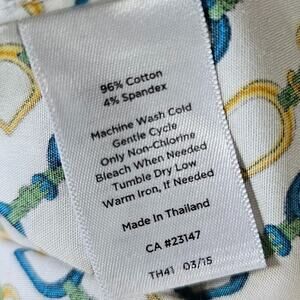 96% Cotton
4% Spandex
Machine Wash Cold
Gentle Cycle
Only Non-Chlorine
Bleach When Needed
Tumble Dry Low
Warm Iron, If Needed
Made in Thailand
CA #23147
TH41 03/15